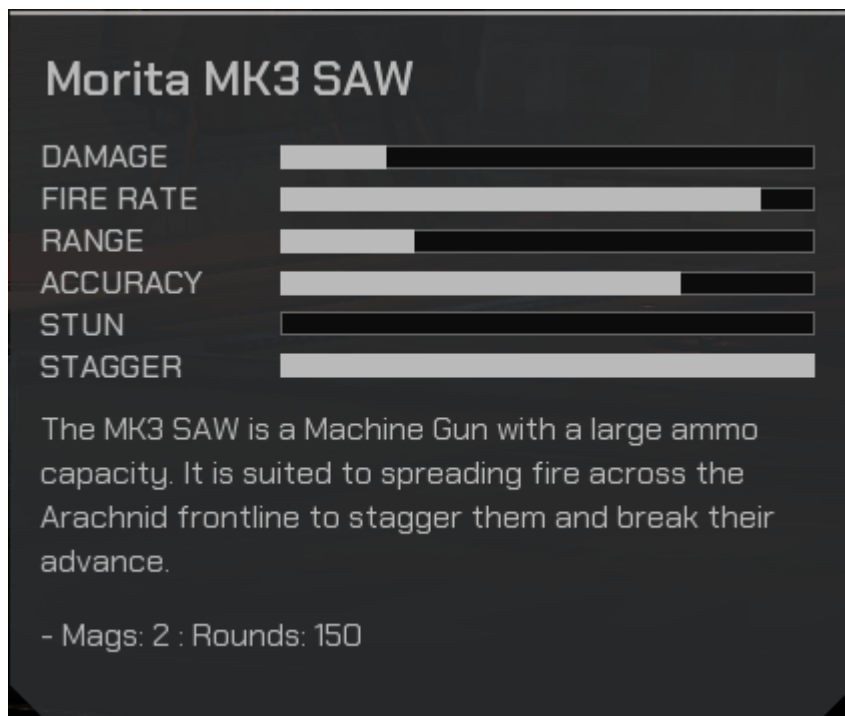 Morita MK3 SAW
DAMAGE
FIRE RATE
RANGE
ACCURACY
STUN
STAGGER
The MK3 SAW is a Machine Gun with a large ammo
capacity. It is suited to spreading fire across the
Arachnid frontline to stagger them and break their
advance.
- Mags: 2 : Rounds: 150